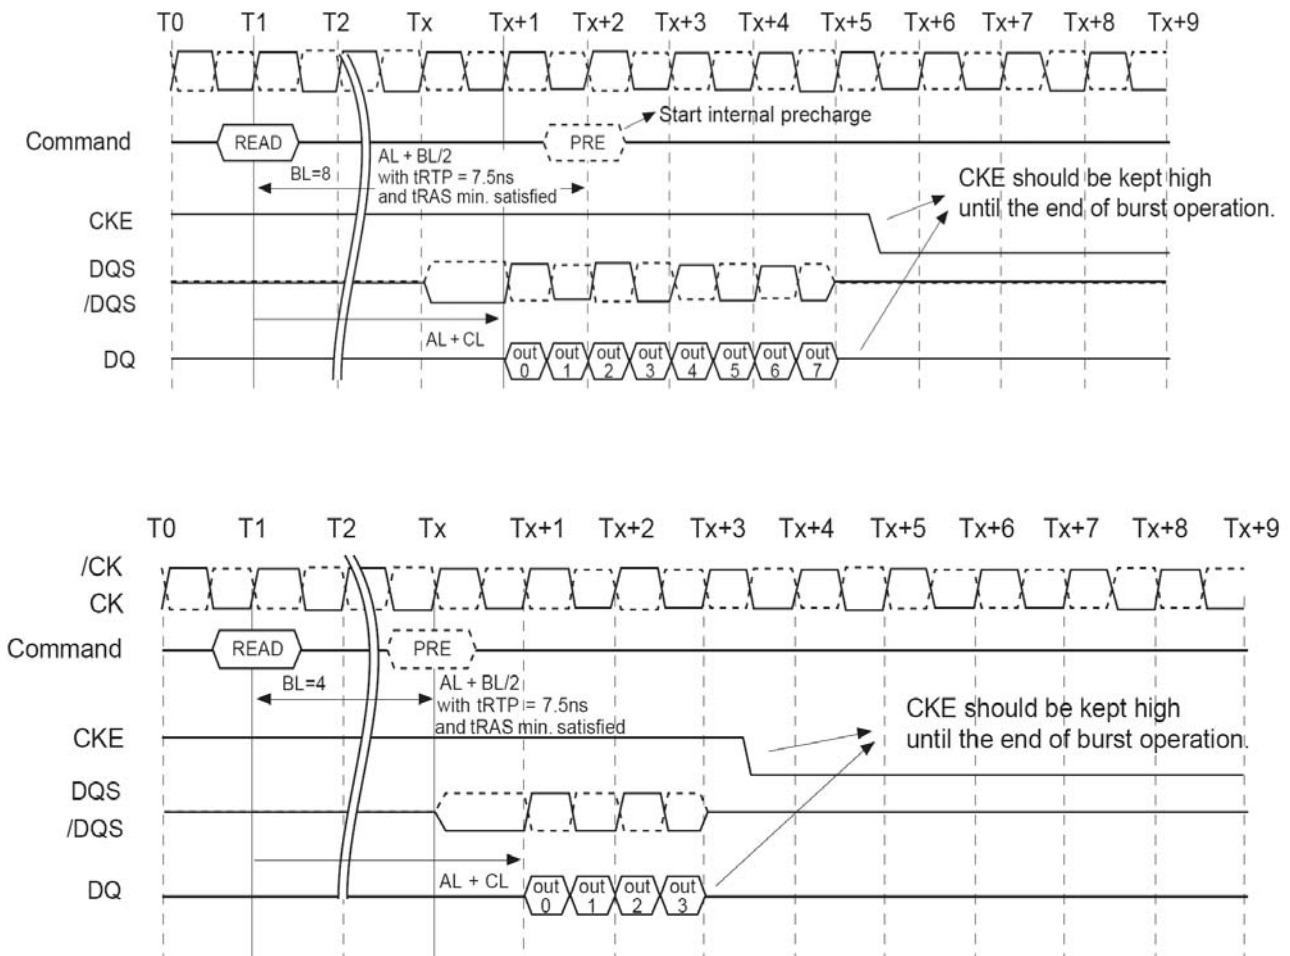 T0 T1 T2 Tx Tx+1 Tx+2 Tx+3 Tx+4 Tx+5 Tx+6 Tx+7 Tx+8 Tx+9
Start internal precharge
Command READ PRE
AL + BL/2
BL=8 with tRTP = 7.5ns
and tRAS min. satisfied
CKE should be kept high
until the end of burst operation.
CKE
DQS
/DQS
AL + CL
DQ out 0 out 1 out 2 out 3 out 4 out 5 out 6 out 7
T0 T1 T2 Tx Tx+1 Tx+2 Tx+3 Tx+4 Tx+5 Tx+6 Tx+7 Tx+8 Tx+9
/CK
CK
Command READ PRE
BL=4 AL + BL/2
with tRTP = 7.5ns
and tRAS min. satisfied
CKE should be kept high
until the end of burst operation.
CKE
DQS
/DQS
AL + CL
DQ out 0 out 1 out 2 out 3